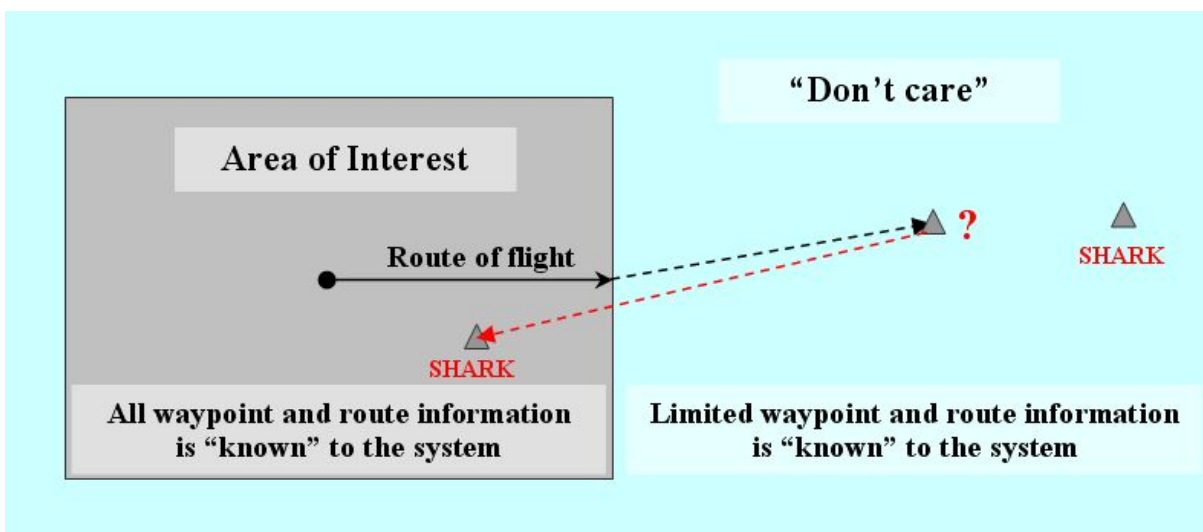 “Don’t care”
Area of Interest
Route of flight
?
SHARK
SHARK
All waypoint and route information
is “known” to the system
Limited waypoint and route information
is “known” to the system